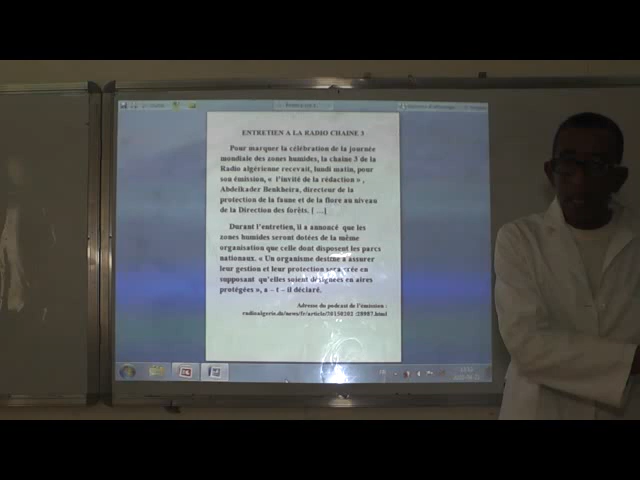 ENTRETIEN A LA RADIO CHAINE 3
Pour marquer la célébration de la journée
mondiale des zones humides, la chaine 3 de la
Radio algérienne recevait, lundi matin, pour
son émission, « l'invité de la rédaction » ,
Abdelkader Benkheira, directeur de la
protection de la faune et de la flore au niveau
de la Direction des forêts. [ …]
Durant l'entretien, il a annoncé que les
zones humides seront dotées de la même
organisation que celle dont disposent les parcs
nationaux. « Un organisme destiné à assurer
leur gestion et leur protection sera crée en
supposant qu'elles soient désignées en aires
protégées », a – t – il déclaré.
Adresse du podcast de l'émission :
FR